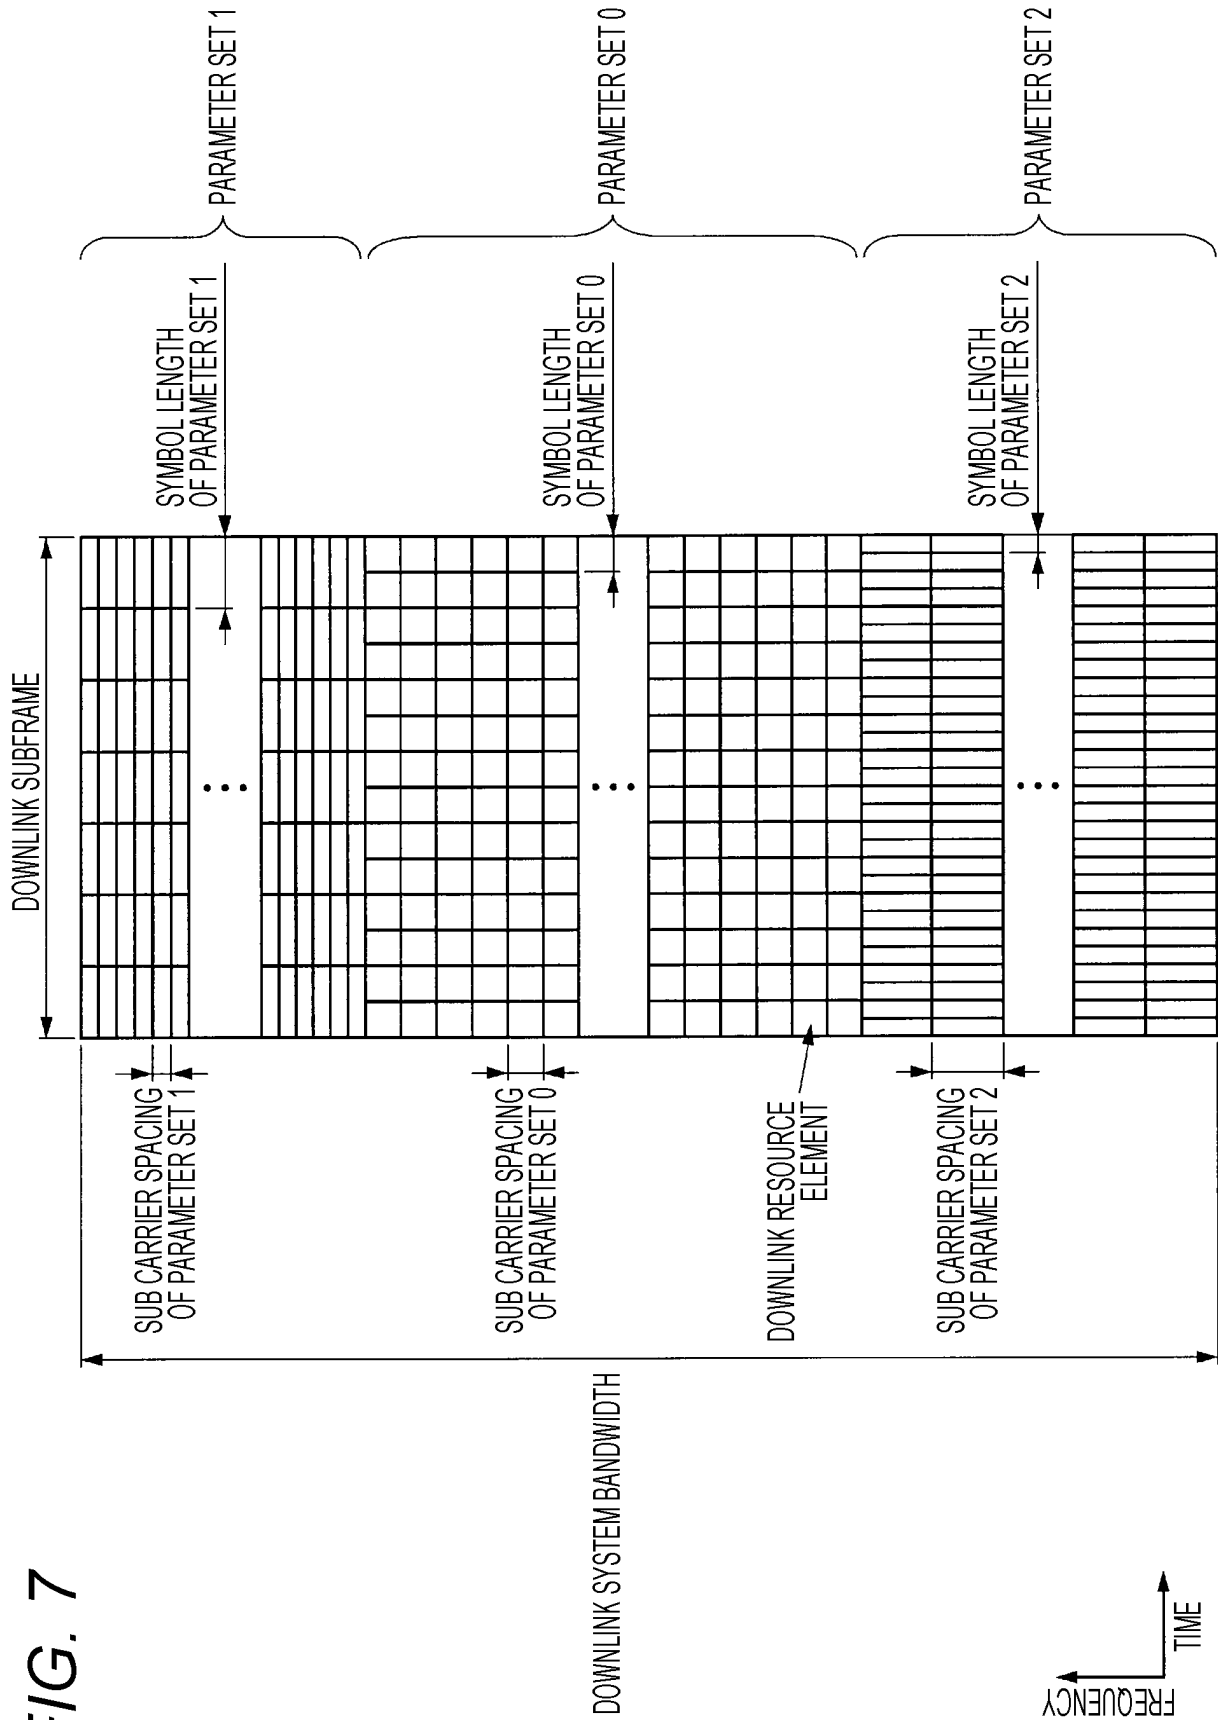 FIG. 7
DOWNLINK SUBFRAME
SUB CARRIER SPACING
OF PARAMETER SET 1
SYMBOL LENGTH
OF PARAMETER SET 1
PARAMETER SET 1
SUB CARRIER SPACING
OF PARAMETER SET 0
SYMBOL LENGTH
OF PARAMETER SET 0
PARAMETER SET 0
DOWNLINK SYSTEM BANDWIDTH
DOWNLINK RESOURCE
ELEMENT
SUB CARRIER SPACING
OF PARAMETER SET 2
SYMBOL LENGTH
OF PARAMETER SET 2
PARAMETER SET 2
FREQUENCY
TIME